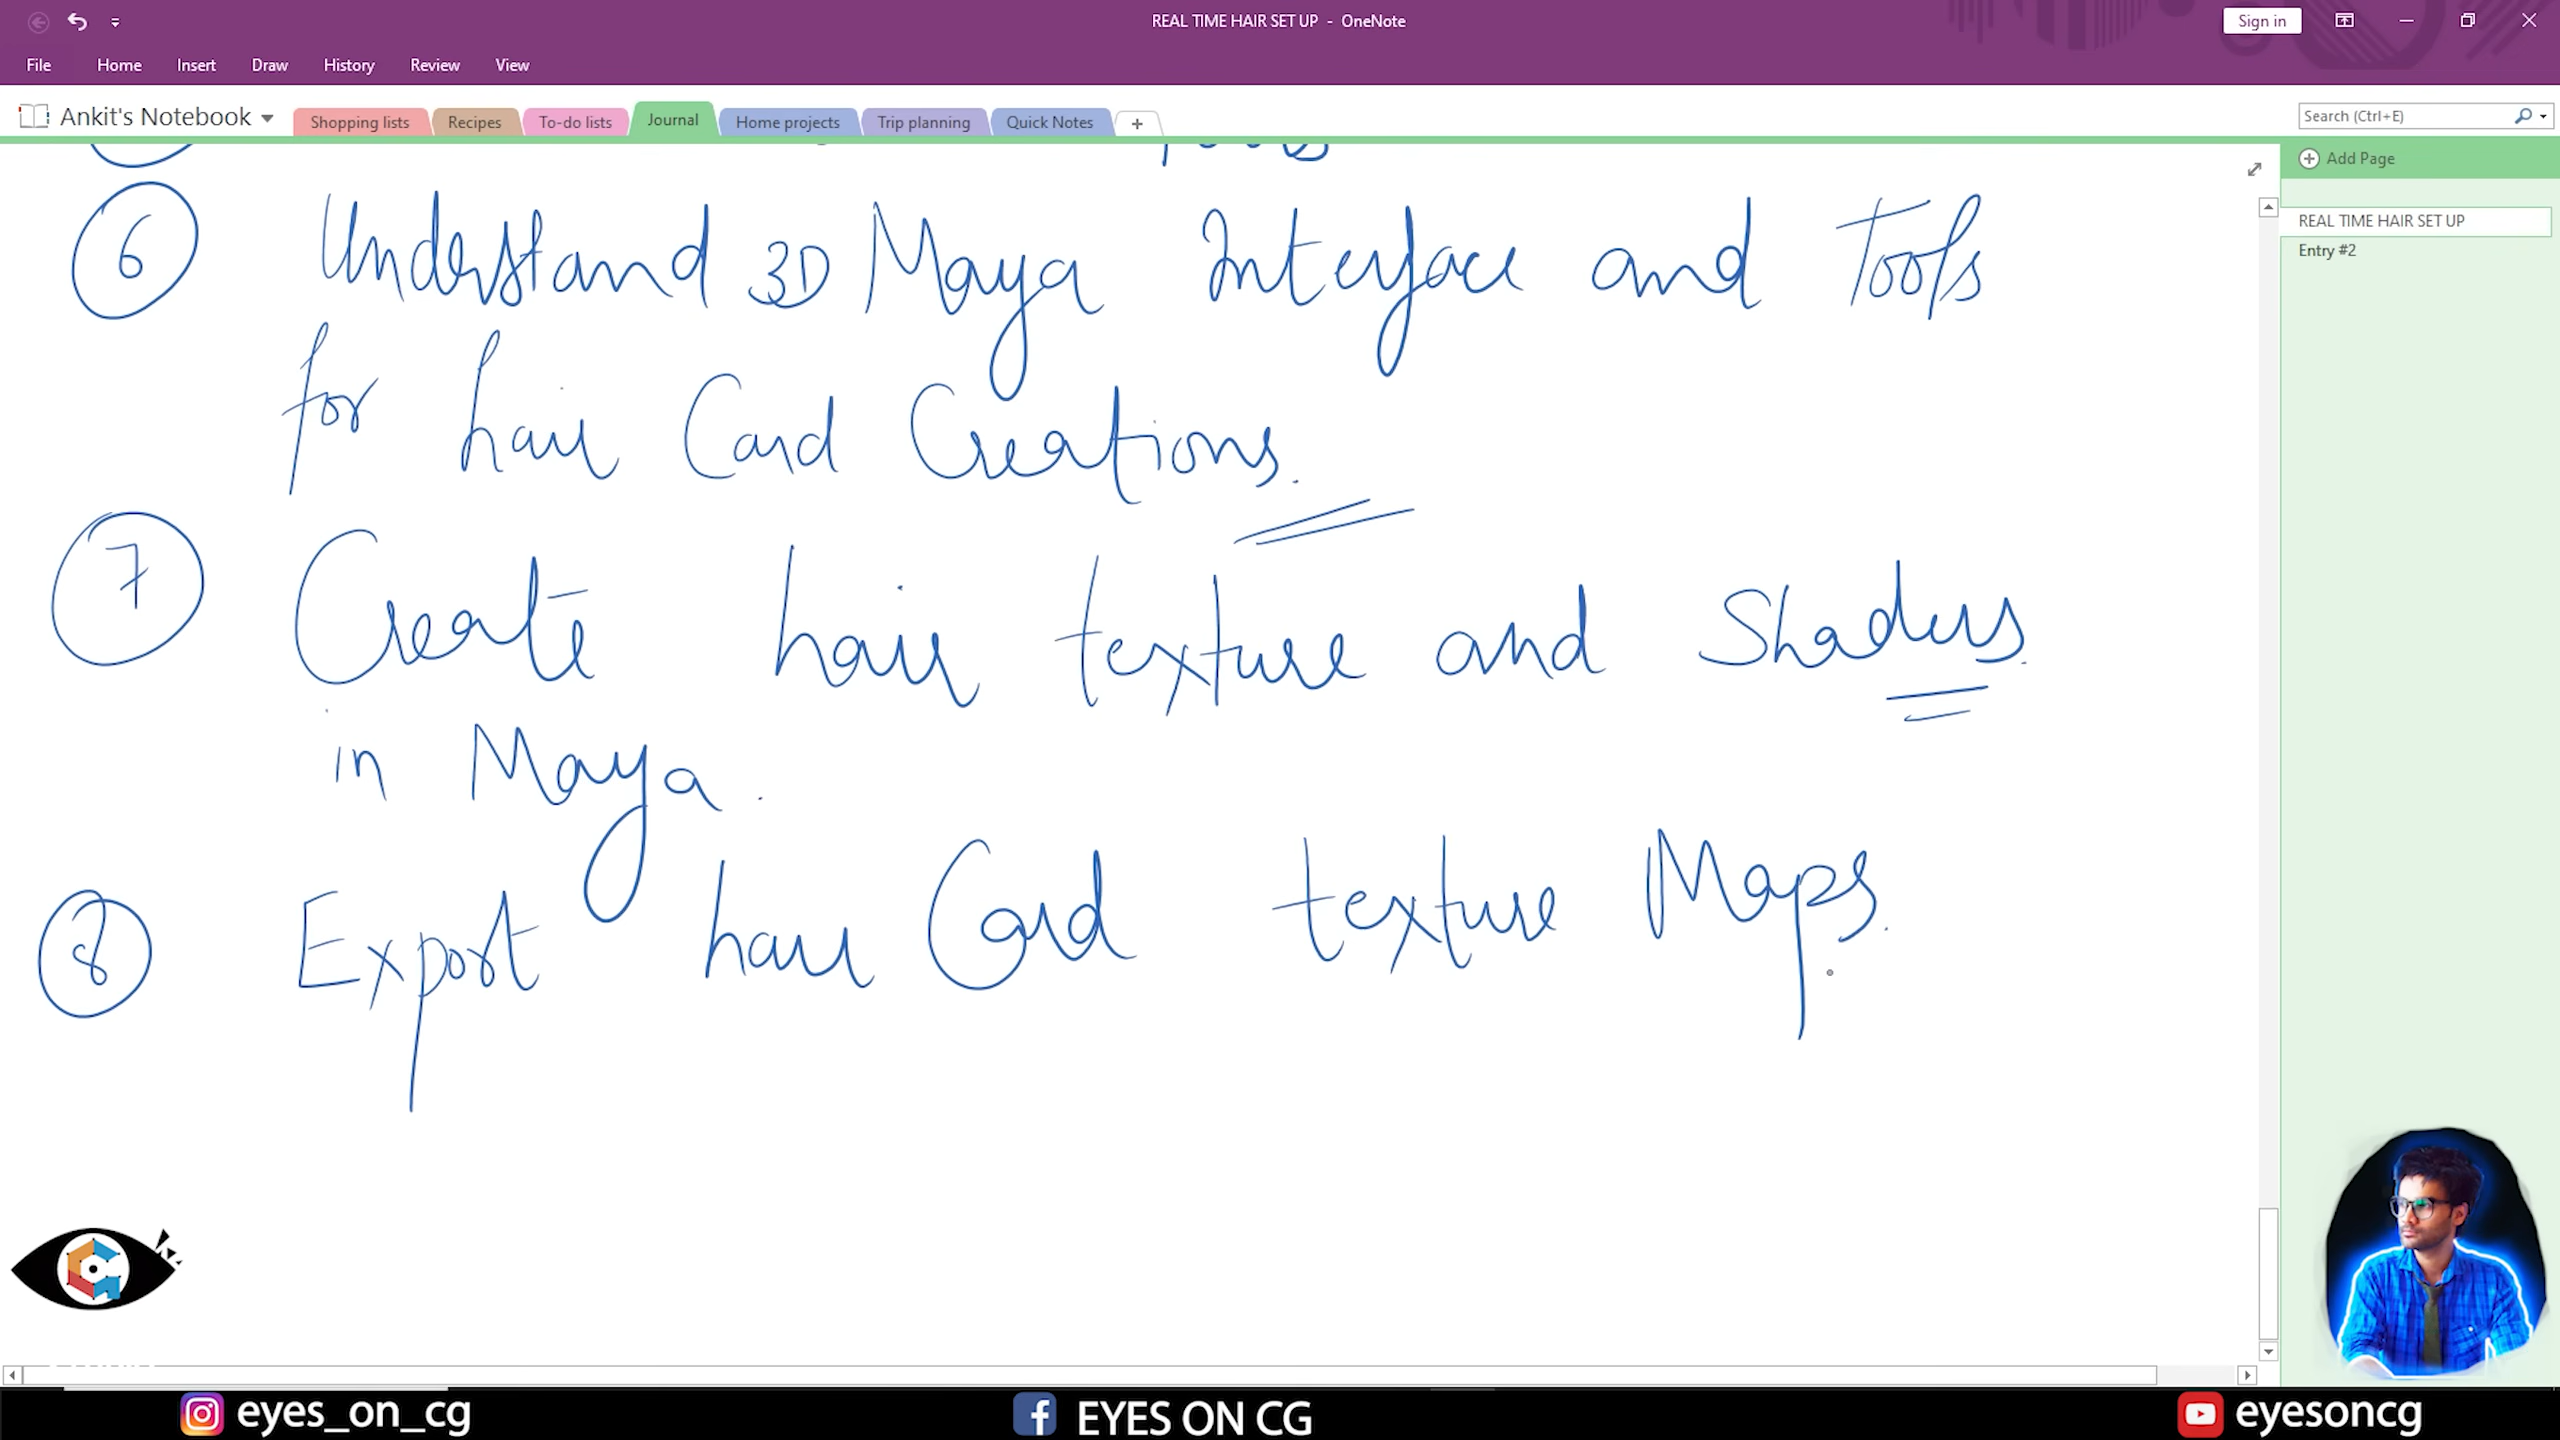 REAL TIME HAIR SET UP - OneNote
Sign in
File Home Insert Draw History Review View
Ankit's Notebook Shopping lists Recipes To-do lists Journal Home projects Trip planning Quick Notes +
Search (Ctrl+E)
Add Page
REAL TIME HAIR SET UP
Entry #2
6 Understand 3D Maya Interface and Tools
for hair Card Creations.
7 Create hair texture and Shaders.
in Maya.
8 Export hair Card texture Maps.
eyes_on_cg
EYES ON CG
eyesoncg